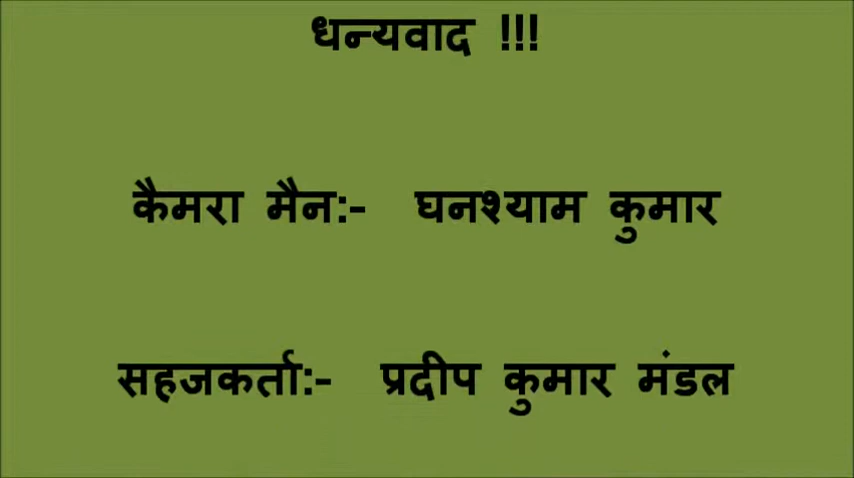 धन्यवाद !!!
कैमरा मैन:- घनश्याम कुमार
सहजकर्ता:- प्रदीप कुमार मंडल